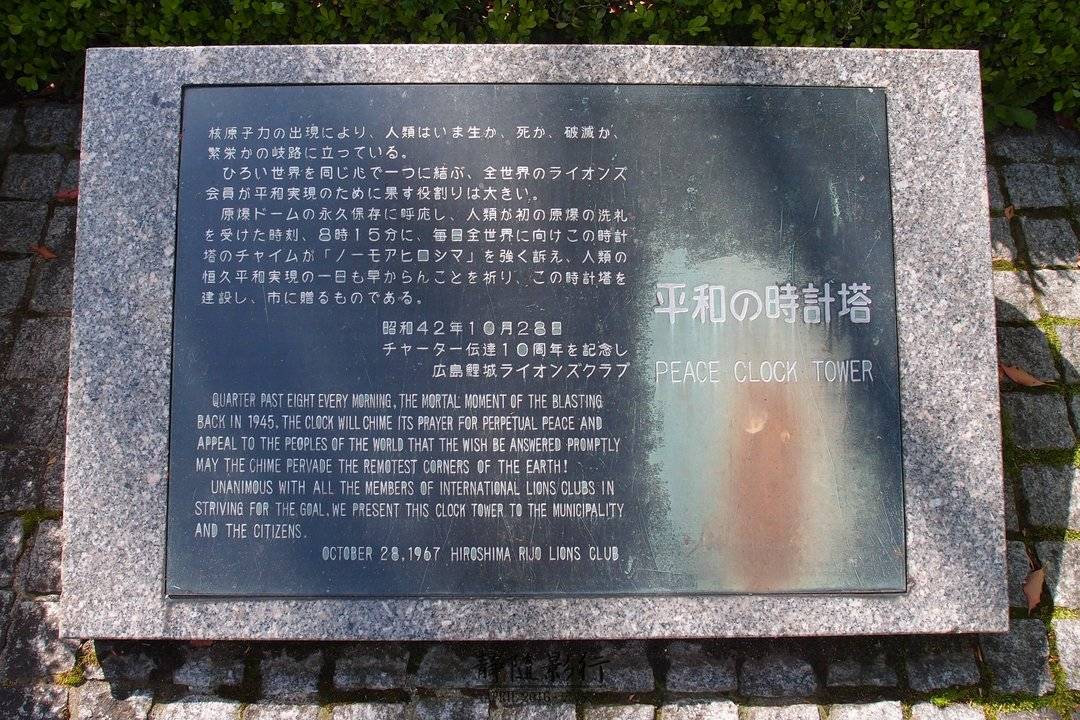 核原子力の出現により、人類はいま生か、死か、破滅か、
繁栄かの岐路に立っている。
ひろい世界を同じ心で一つに結ぶ、全世界のライオンズ
会員が平和実現のために果す役割りは大きい。
原爆ドームの永久保存に呼応し、人類が初の原爆の洗礼
を受けた時刻、8時15分に、毎日全世界に向けこの時計
塔のチャイムが「ノーモアヒロシマ」を強く訴え、人類の
恒久平和実現の一日も早からんことを祈り、この時計塔を
建設し、市に贈るものである。
昭和42年10月28日
チャーター伝達10周年を記念し
広島鯉城ライオンズクラブ
QUARTER PAST EIGHT EVERY MORNING, THE MORTAL MOMENT OF THE BLASTING
BACK IN 1945, THE CLOCK WILL CHIME ITS PRAYER FOR PERPETUAL PEACE AND
APPEAL TO THE PEOPLES OF THE WORLD THAT THE WISH BE ANSWERED PROMPTLY
MAY THE CHIME PERVADE THE REMOTEST CORNERS OF THE EARTH!
UNANIMOUS WITH ALL THE MEMBERS OF INTERNATIONAL LIONS CLUBS IN
STRIVING FOR THE GOAL, WE PRESENT THIS CLOCK TOWER TO THE MUNICIPALITY
AND THE CITIZENS.
OCTOBER 28, 1967 HIROSHIMA RIJO LIONS CLUB
平和の時計塔
PEACE CLOCK TOWER
靜隨影行